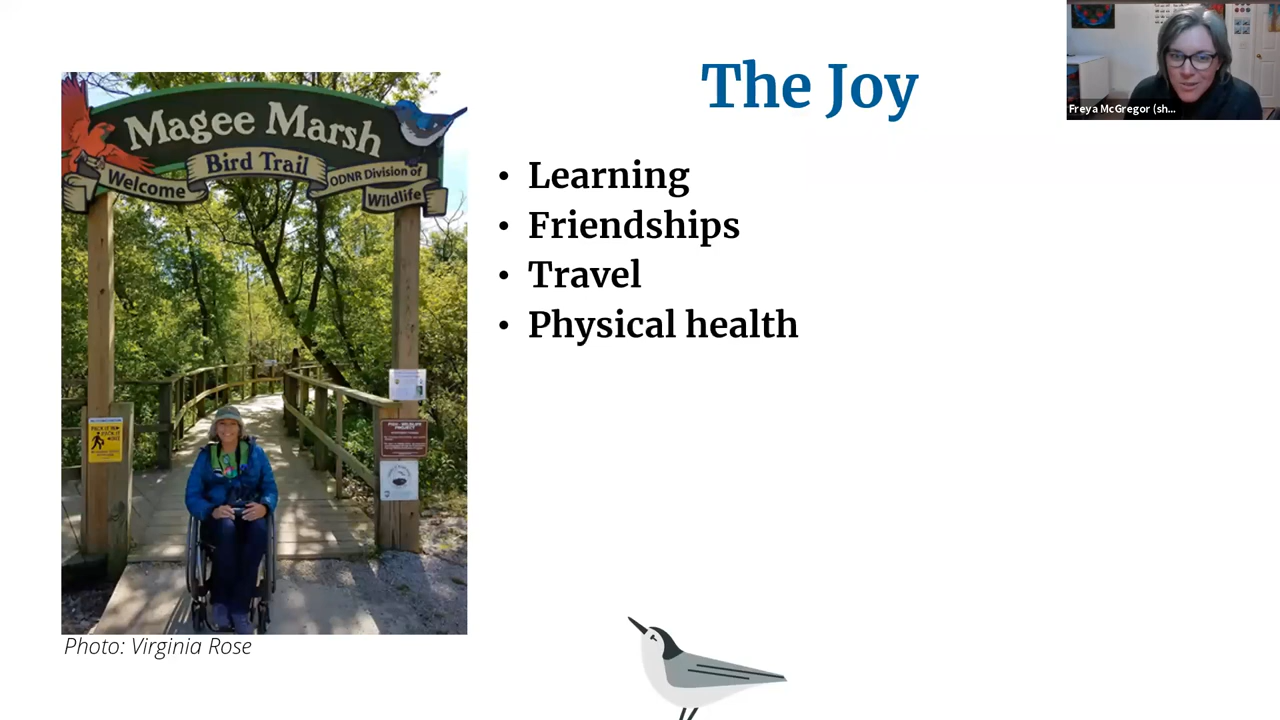 The Joy
Freya McGregor (sh...
Magee Marsh
Bird Trail
Welcome
ODNR Division of
Wildlife
• Learning
• Friendships
• Travel
• Physical health
Photo: Virginia Rose